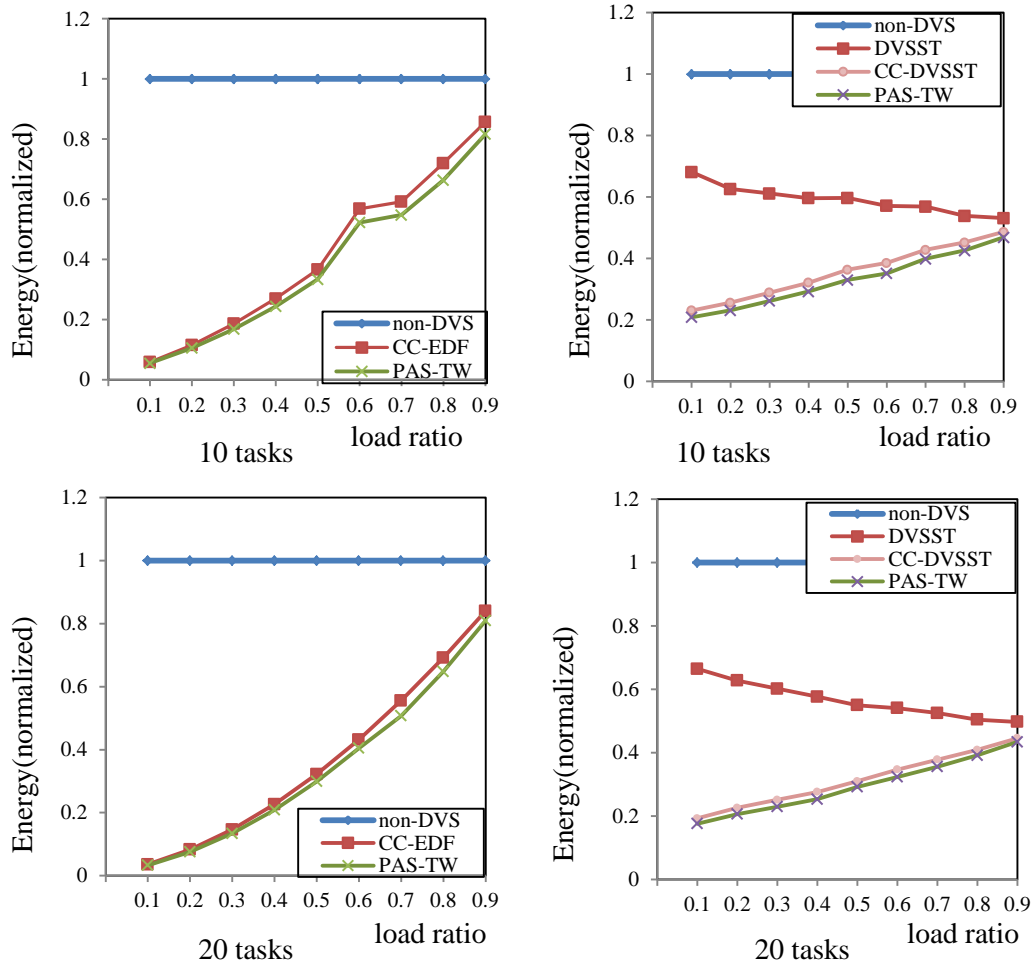 1.2
1
0.8
0.6
0.4
0.2
0
Energy(normalized)
non-DVS
CC-EDF
PAS-TW
0.1 0.2 0.3 0.4 0.5 0.6 0.7 0.8 0.9
load ratio
10 tasks
1.2
1
0.8
0.6
0.4
0.2
0
Energy(normalized)
non-DVS
DVSST
CC-DVSST
PAS-TW
0.1 0.2 0.3 0.4 0.5 0.6 0.7 0.8 0.9
load ratio
10 tasks
1.2
1
0.8
0.6
0.4
0.2
0
Energy(normalized)
non-DVS
CC-EDF
PAS-TW
0.1 0.2 0.3 0.4 0.5 0.6 0.7 0.8 0.9
load ratio
20 tasks
1.2
1
0.8
0.6
0.4
0.2
0
Energy(normalized)
non-DVS
DVSST
CC-DVSST
PAS-TW
0.1 0.2 0.3 0.4 0.5 0.6 0.7 0.8 0.9
load ratio
20 tasks